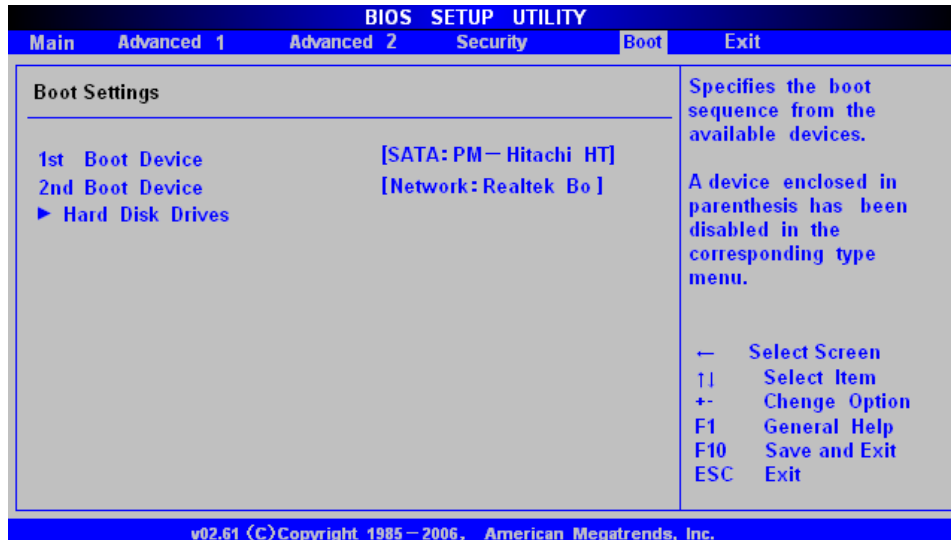 BIOS SETUP UTILITY
Main Advanced 1 Advanced 2 Security Boot Exit
Boot Settings
1st Boot Device [SATA:PM－Hitachi HT]
2nd Boot Device [Network:Realtek Bo ]
► Hard Disk Drives
Specifies the boot
sequence from the
available devices.
A device enclosed in
parenthesis has been
disabled in the
corresponding type
menu.
← Select Screen
↑↓ Select Item
+- Chenge Option
F1 General Help
F10 Save and Exit
ESC Exit
v02.61 (C)Copyright 1985－2006, American Megatrends, Inc.